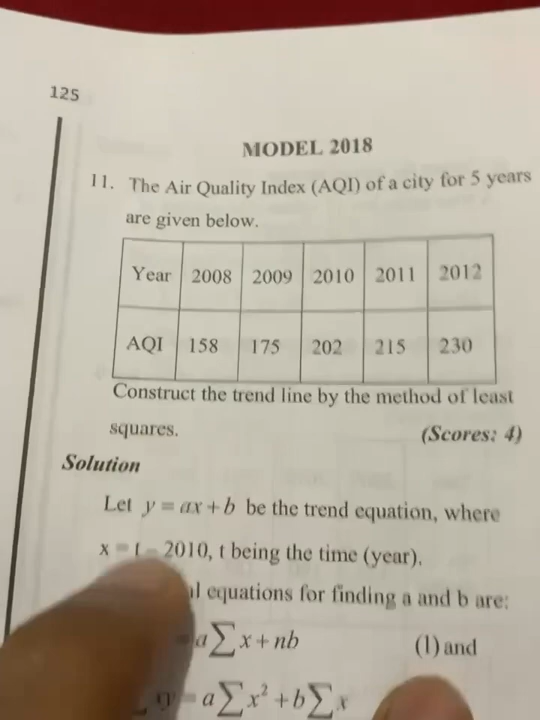 125
MODEL 2018
11. The Air Quality Index (AQI) of a city for 5 years
are given below.
Year 2008 2009 2010 2011 2012
AQI 158 175 202 215 230
Construct the trend line by the method of least
squares. (Scores: 4)
Solution
Let y = ax + b be the trend equation, where
x = t - 2010, t being the time (year).
equations for finding a and b are:
a∑x + nb (1) and
= a∑x² + b∑x